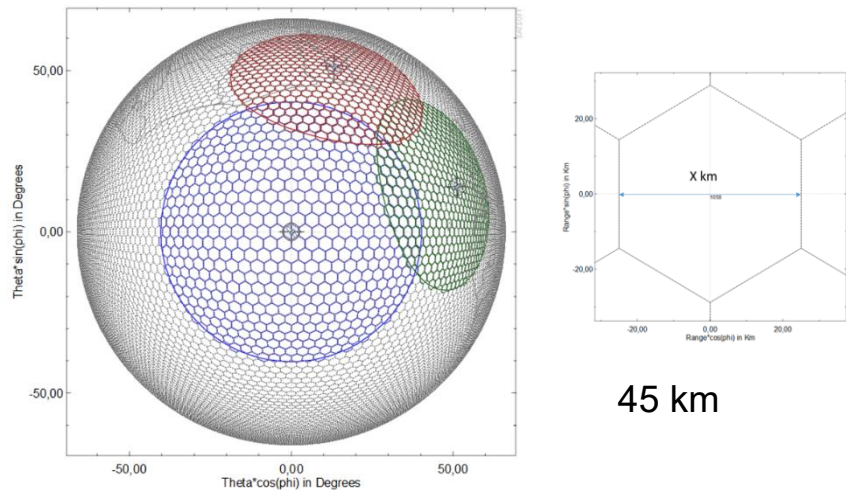 50,00
0,00
-50,00
Theta*sin(phi) in Degrees
-50,00
0,00
50,00
Theta*cos(phi) in Degrees
20,00
0,00
-20,00
Range*sin(phi) in Km
X km
-20,00
0,00
20,00
Range*cos(phi) in Km
45 km